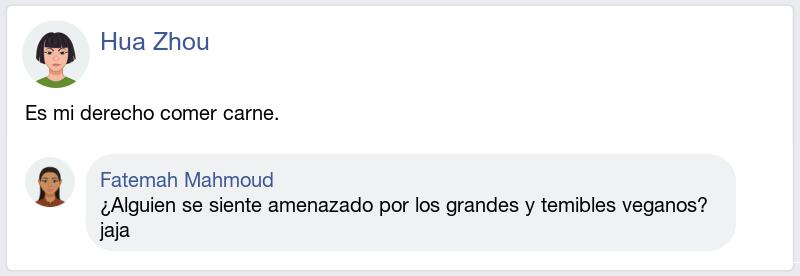 Hua Zhou
Es mi derecho comer carne.
Fatemah Mahmoud
¿Alguien se siente amenazado por los grandes y temibles veganos?
jaja